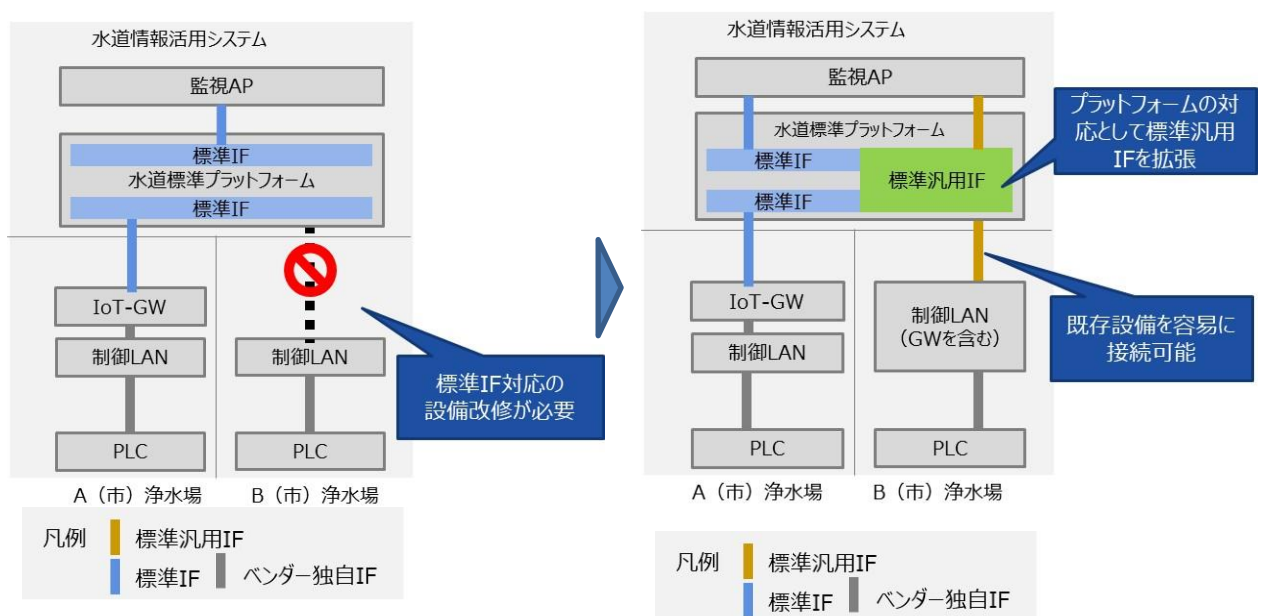 水道情報活用システム
監視AP
標準IF
水道標準プラットフォーム
標準IF
IoT-GW
制御LAN
PLC
制御LAN
PLC
標準IF対応の
設備改修が必要
A（市）浄水場
B（市）浄水場
凡例
標準汎用IF
標準IF
ベンダー独自IF
水道情報活用システム
監視AP
水道標準プラットフォーム
標準IF
標準IF
標準汎用IF
プラットフォームの対
応として標準汎用
IFを拡張
IoT-GW
制御LAN
PLC
制御LAN
（GWを含む）
PLC
既存設備を容易に
接続可能
A（市）浄水場
B（市）浄水場
凡例
標準汎用IF
標準IF
ベンダー独自IF